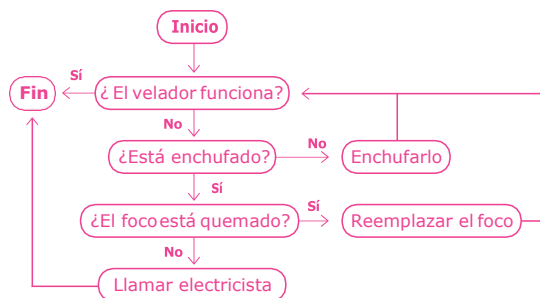 Inicio
Fin
Sí
¿ El velador funciona?
No
¿Está enchufado?
No
Enchufarlo
Sí
¿El foco está quemado?
Sí
Reemplazar el foco
No
Llamar electricista